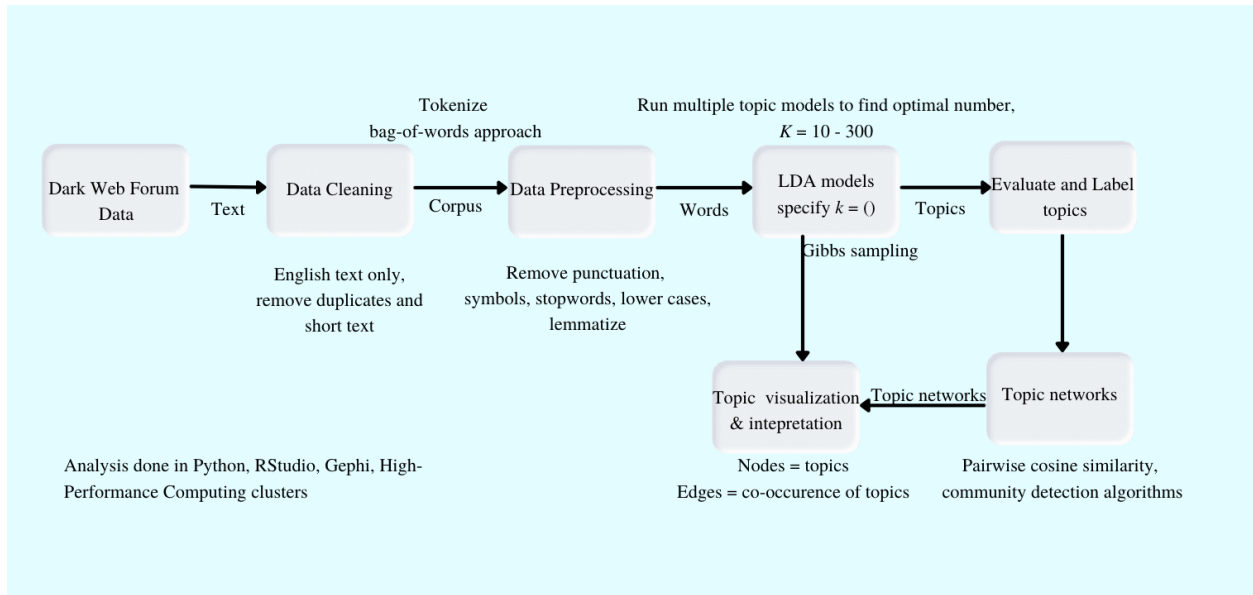 Tokenize
bag-of-words approach
Run multiple topic models to find optimal number,
K = 10 - 300
Dark Web Forum
Data
Text
Data Cleaning
Corpus
Data Preprocessing
Words
LDA models
specify k = ()
Topics
Evaluate and Label
topics
Gibbs sampling
English text only,
remove duplicates and
short text
Remove punctuation,
symbols, stopwords, lower cases,
lemmatize
Topic visualization
& intepretation
Topic networks
Topic networks
Nodes = topics
Edges = co-occurence of topics
Pairwise cosine similarity,
community detection algorithms
Analysis done in Python, RStudio, Gephi, High-
Performance Computing clusters